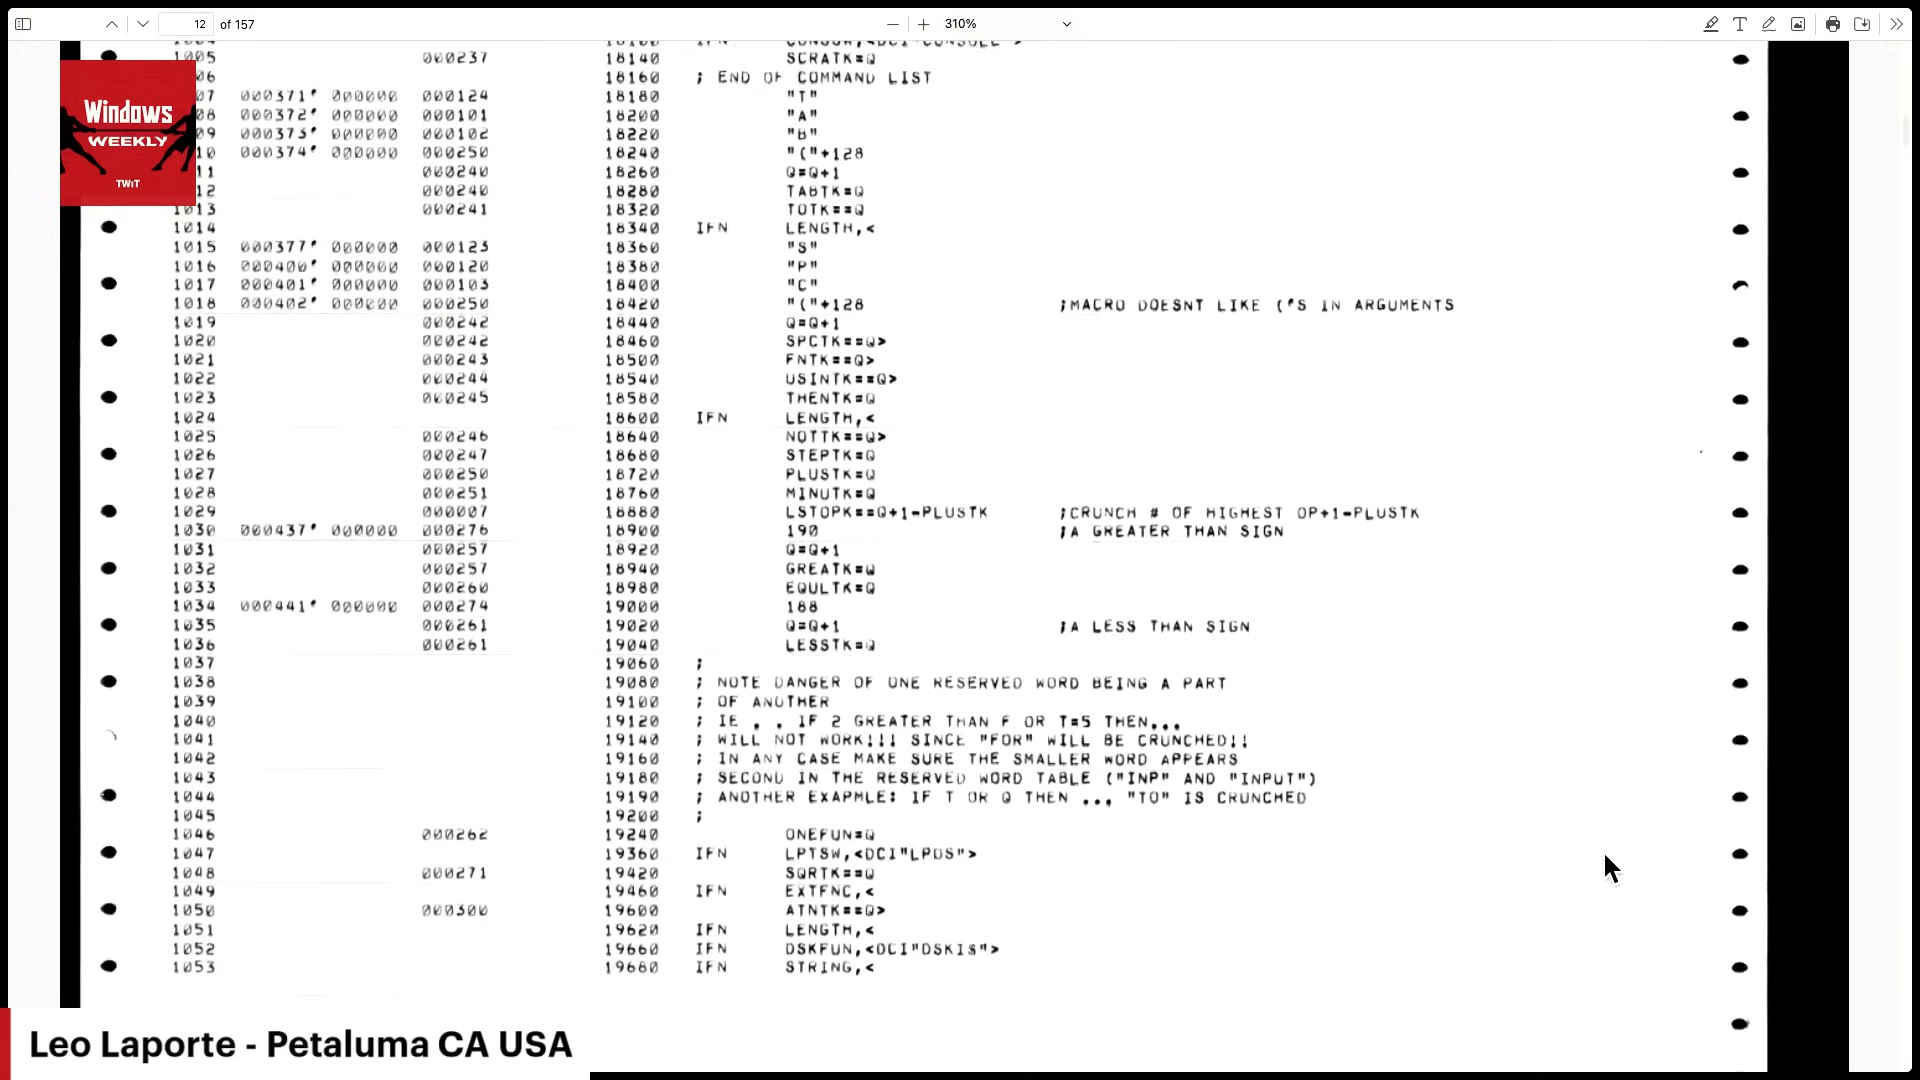 12 of 157
310%
1005 000237 18140 SCRATK=Q
06 18160 ; END OF COMMAND LIST
07 000371' 000000 000124 18180 "T"
08 000372' 000000 000101 18200 "A"
09 000373' 000000 000102 18220 "B"
10 000374' 000000 000250 18240 "("+128
11 000240 18260 Q=Q+1
12 000240 18280 TABTK=Q
1013 000241 18320 TOTK==Q
1014 18340 IFN LENGTH,<
1015 000377' 000000 000123 18360 "S"
1016 000400' 000000 000120 18380 "P"
1017 000401' 000000 000103 18400 "C"
1018 000402' 000000 000250 18420 "("+128 ;MACRO DOESNT LIKE ('S IN ARGUMENTS
1019 000242 18440 Q=Q+1
1020 000242 18460 SPCTK==Q>
1021 000243 18500 FNTK==Q>
1022 000244 18540 USINTK==Q>
1023 000245 18580 THENTK=Q
1024 18600 IFN LENGTH,<
1025 000246 18640 NOTTK==Q>
1026 000247 18680 STEPTK=Q
1027 000250 18720 PLUSTK=Q
1028 000251 18760 MINUTK=Q
1029 000007 18880 LSTOPK==Q+1-PLUSTK ;CRUNCH # OF HIGHEST OP+1-PLUSTK
1030 000437' 000000 000276 18900 190 ;A GREATER THAN SIGN
1031 000257 18920 Q=Q+1
1032 000257 18940 GREATK=Q
1033 000260 18980 EQULTK=Q
1034 000441' 000000 000274 19000 188
1035 000261 19020 Q=Q+1 ;A LESS THAN SIGN
1036 000261 19040 LESSTK=Q
1037 19060 ;
1038 19080 ; NOTE DANGER OF ONE RESERVED WORD BEING A PART
1039 19100 ; OF ANOTHER
1040 19120 ; IE . . IF 2 GREATER THAN F OR T=5 THEN...
1041 19140 ; WILL NOT WORK!!! SINCE "FOR" WILL BE CRUNCHED!!
1042 19160 ; IN ANY CASE MAKE SURE THE SMALLER WORD APPEARS
1043 19180 ; SECOND IN THE RESERVED WORD TABLE ("INP" AND "INPUT")
1044 19190 ; ANOTHER EXAPMLE: IF T OR Q THEN ... "TO" IS CRUNCHED
1045 19200 ;
1046 000262 19240 ONEFUN=Q
1047 19360 IFN LPTSW,<DCI"LPOS">
1048 000271 19420 SQRTK==Q
1049 19460 IFN EXTFNC,<
1050 000300 19600 ATNTK==Q>
1051 19620 IFN LENGTH,<
1052 19660 IFN DSKFUN,<DCI"DSKI$">
1053 19680 IFN STRING,<
Windows
WEEKLY
TWiT
Leo Laporte - Petaluma CA USA